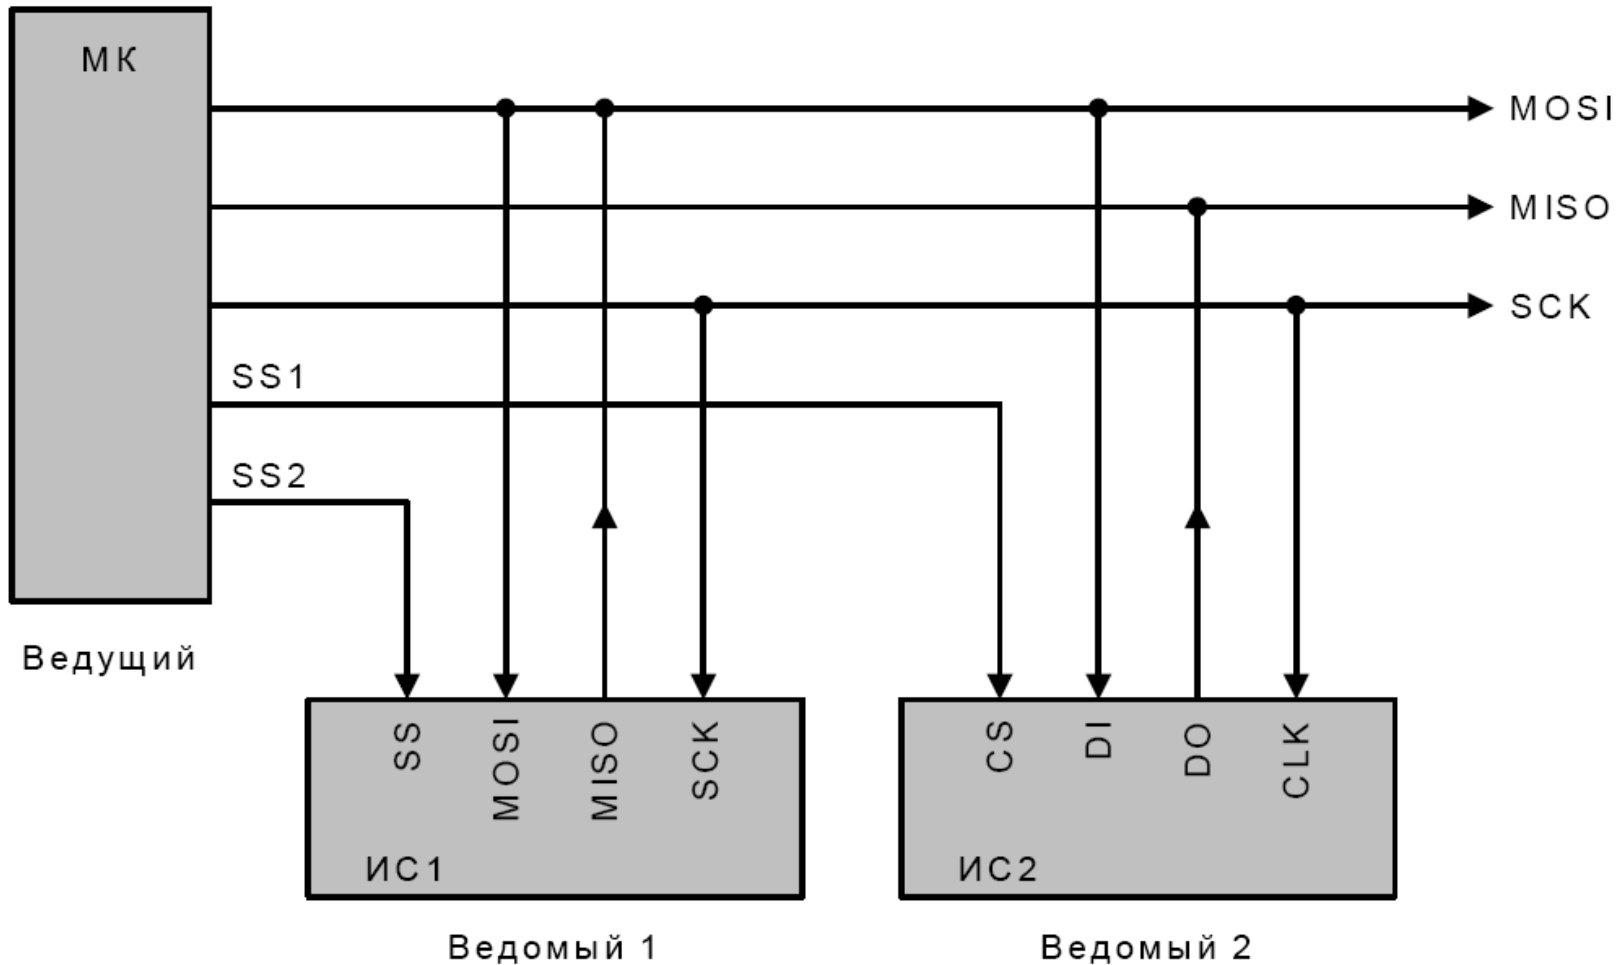 МК
MOSI
MISO
SCK
SS1
SS2
Ведущий
SS
MOSI
MISO
SCK
ИС1
CS
DI
DO
CLK
ИС2
Ведомый 1
Ведомый 2